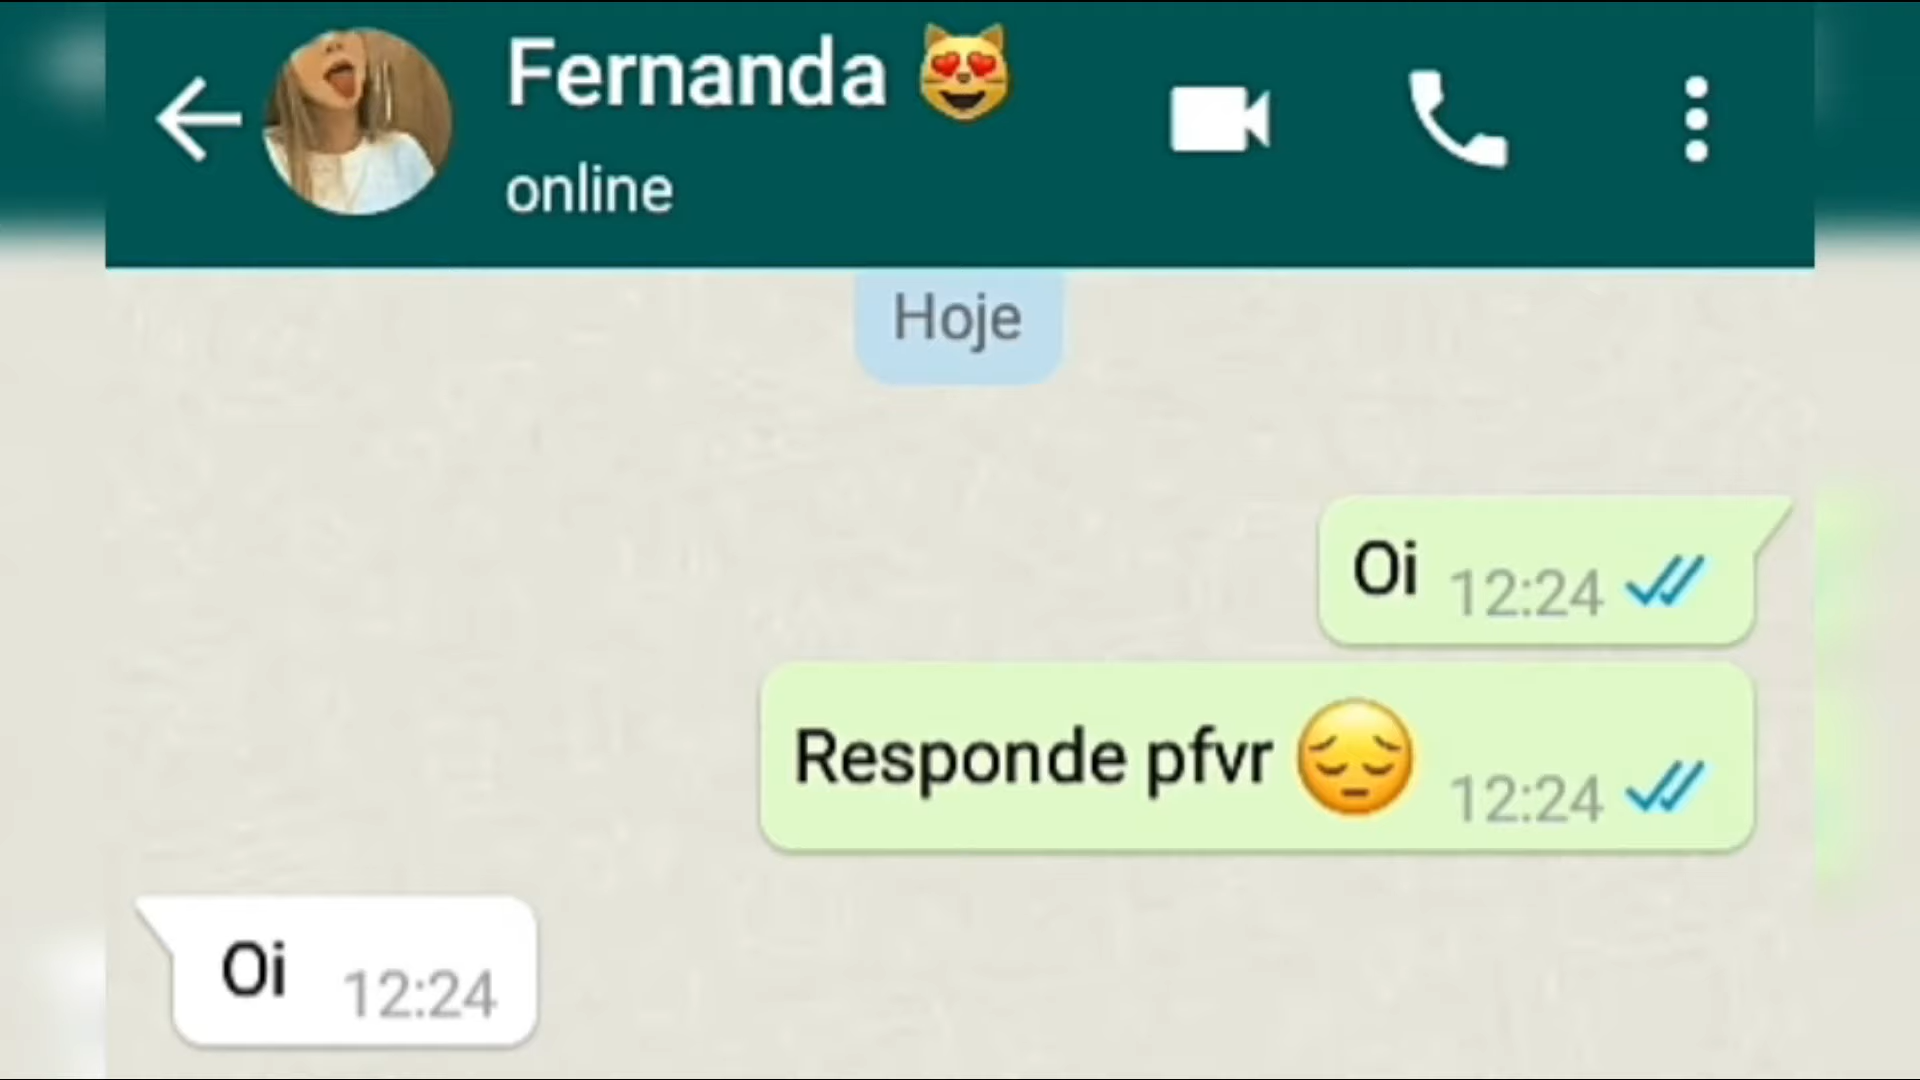 Fernanda 😻
online
Hoje
Oi 12:24
Responde pfvr 😔 12:24
Oi 12:24